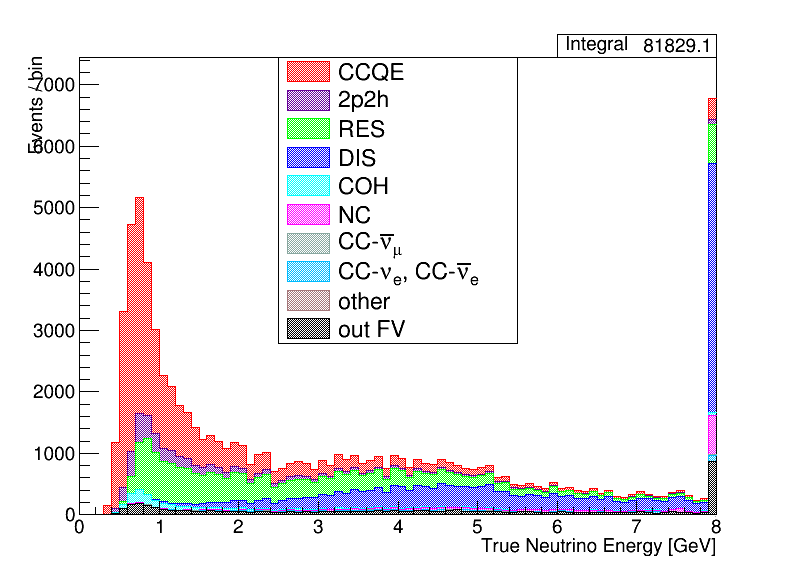 Integral 81829.1
Events / bin
7000
6000
5000
4000
3000
2000
1000
0
CCQE
2p2h
RES
DIS
COH
NC
CC-ν̅μ
CC-νe, CC-ν̅e
other
out FV
0 1 2 3 4 5 6 7 8
True Neutrino Energy [GeV]